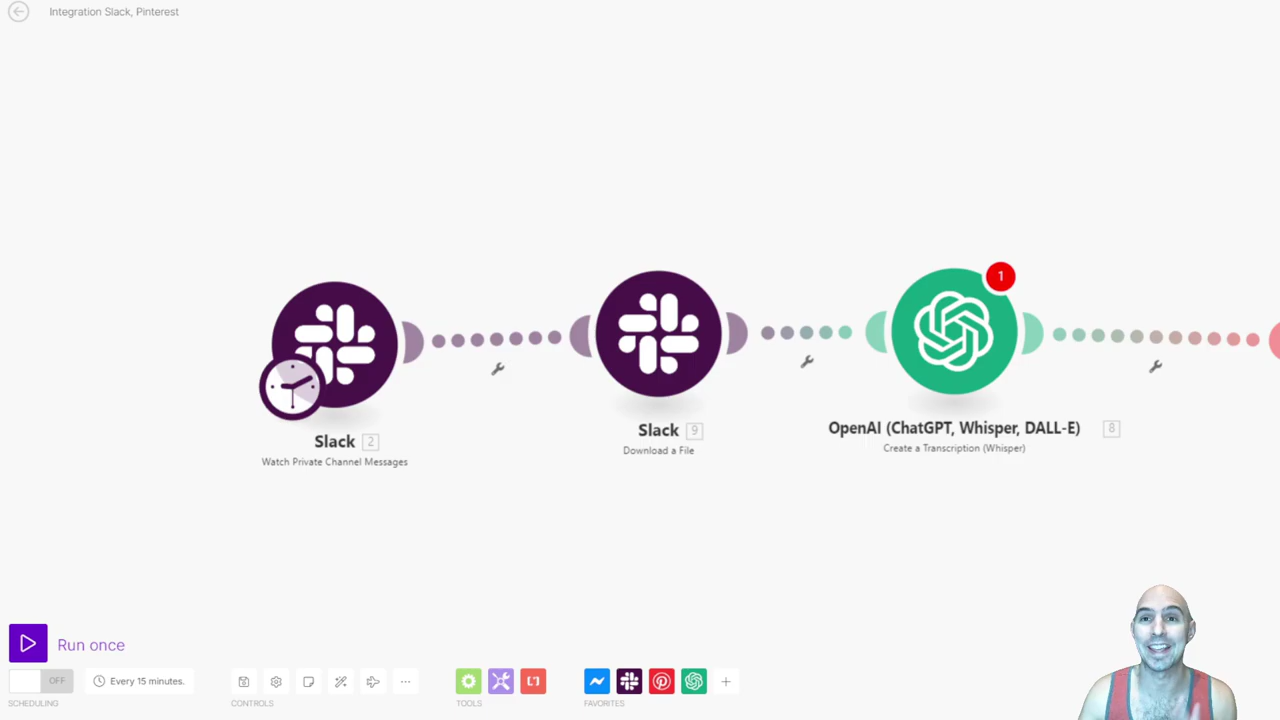 Integration Slack, Pinterest
1
Slack 2
Watch Private Channel Messages
Slack 9
Download a File
OpenAI (ChatGPT, Whisper, DALL-E) 8
Create a Transcription (Whisper)
Run once
OFF
Every 15 minutes.
SCHEDULING
CONTROLS
TOOLS
FAVORITES